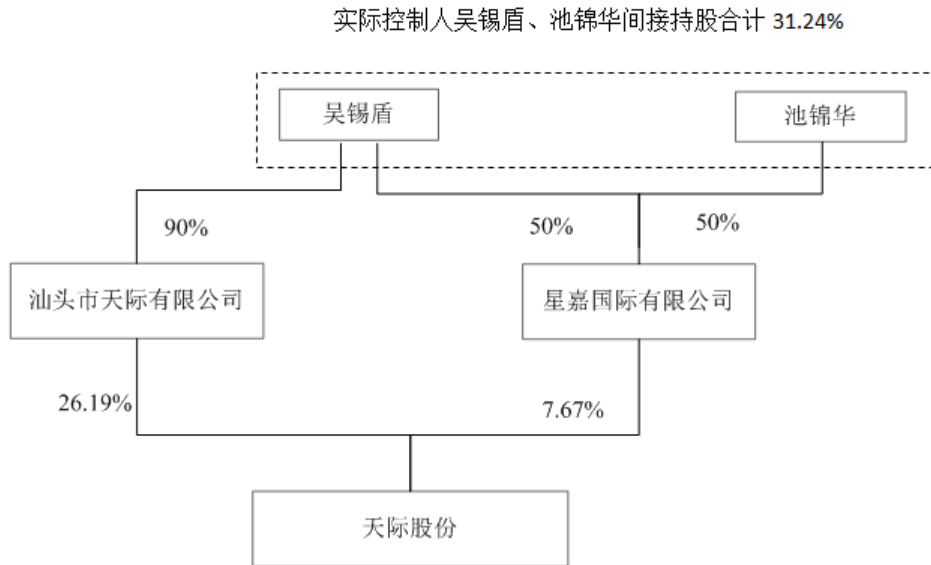 实际控制人吴锡盾、池锦华间接持股合计 31.24%
吴锡盾
池锦华
90%
50%
50%
汕头市天际有限公司
星嘉国际有限公司
26.19%
7.67%
天际股份